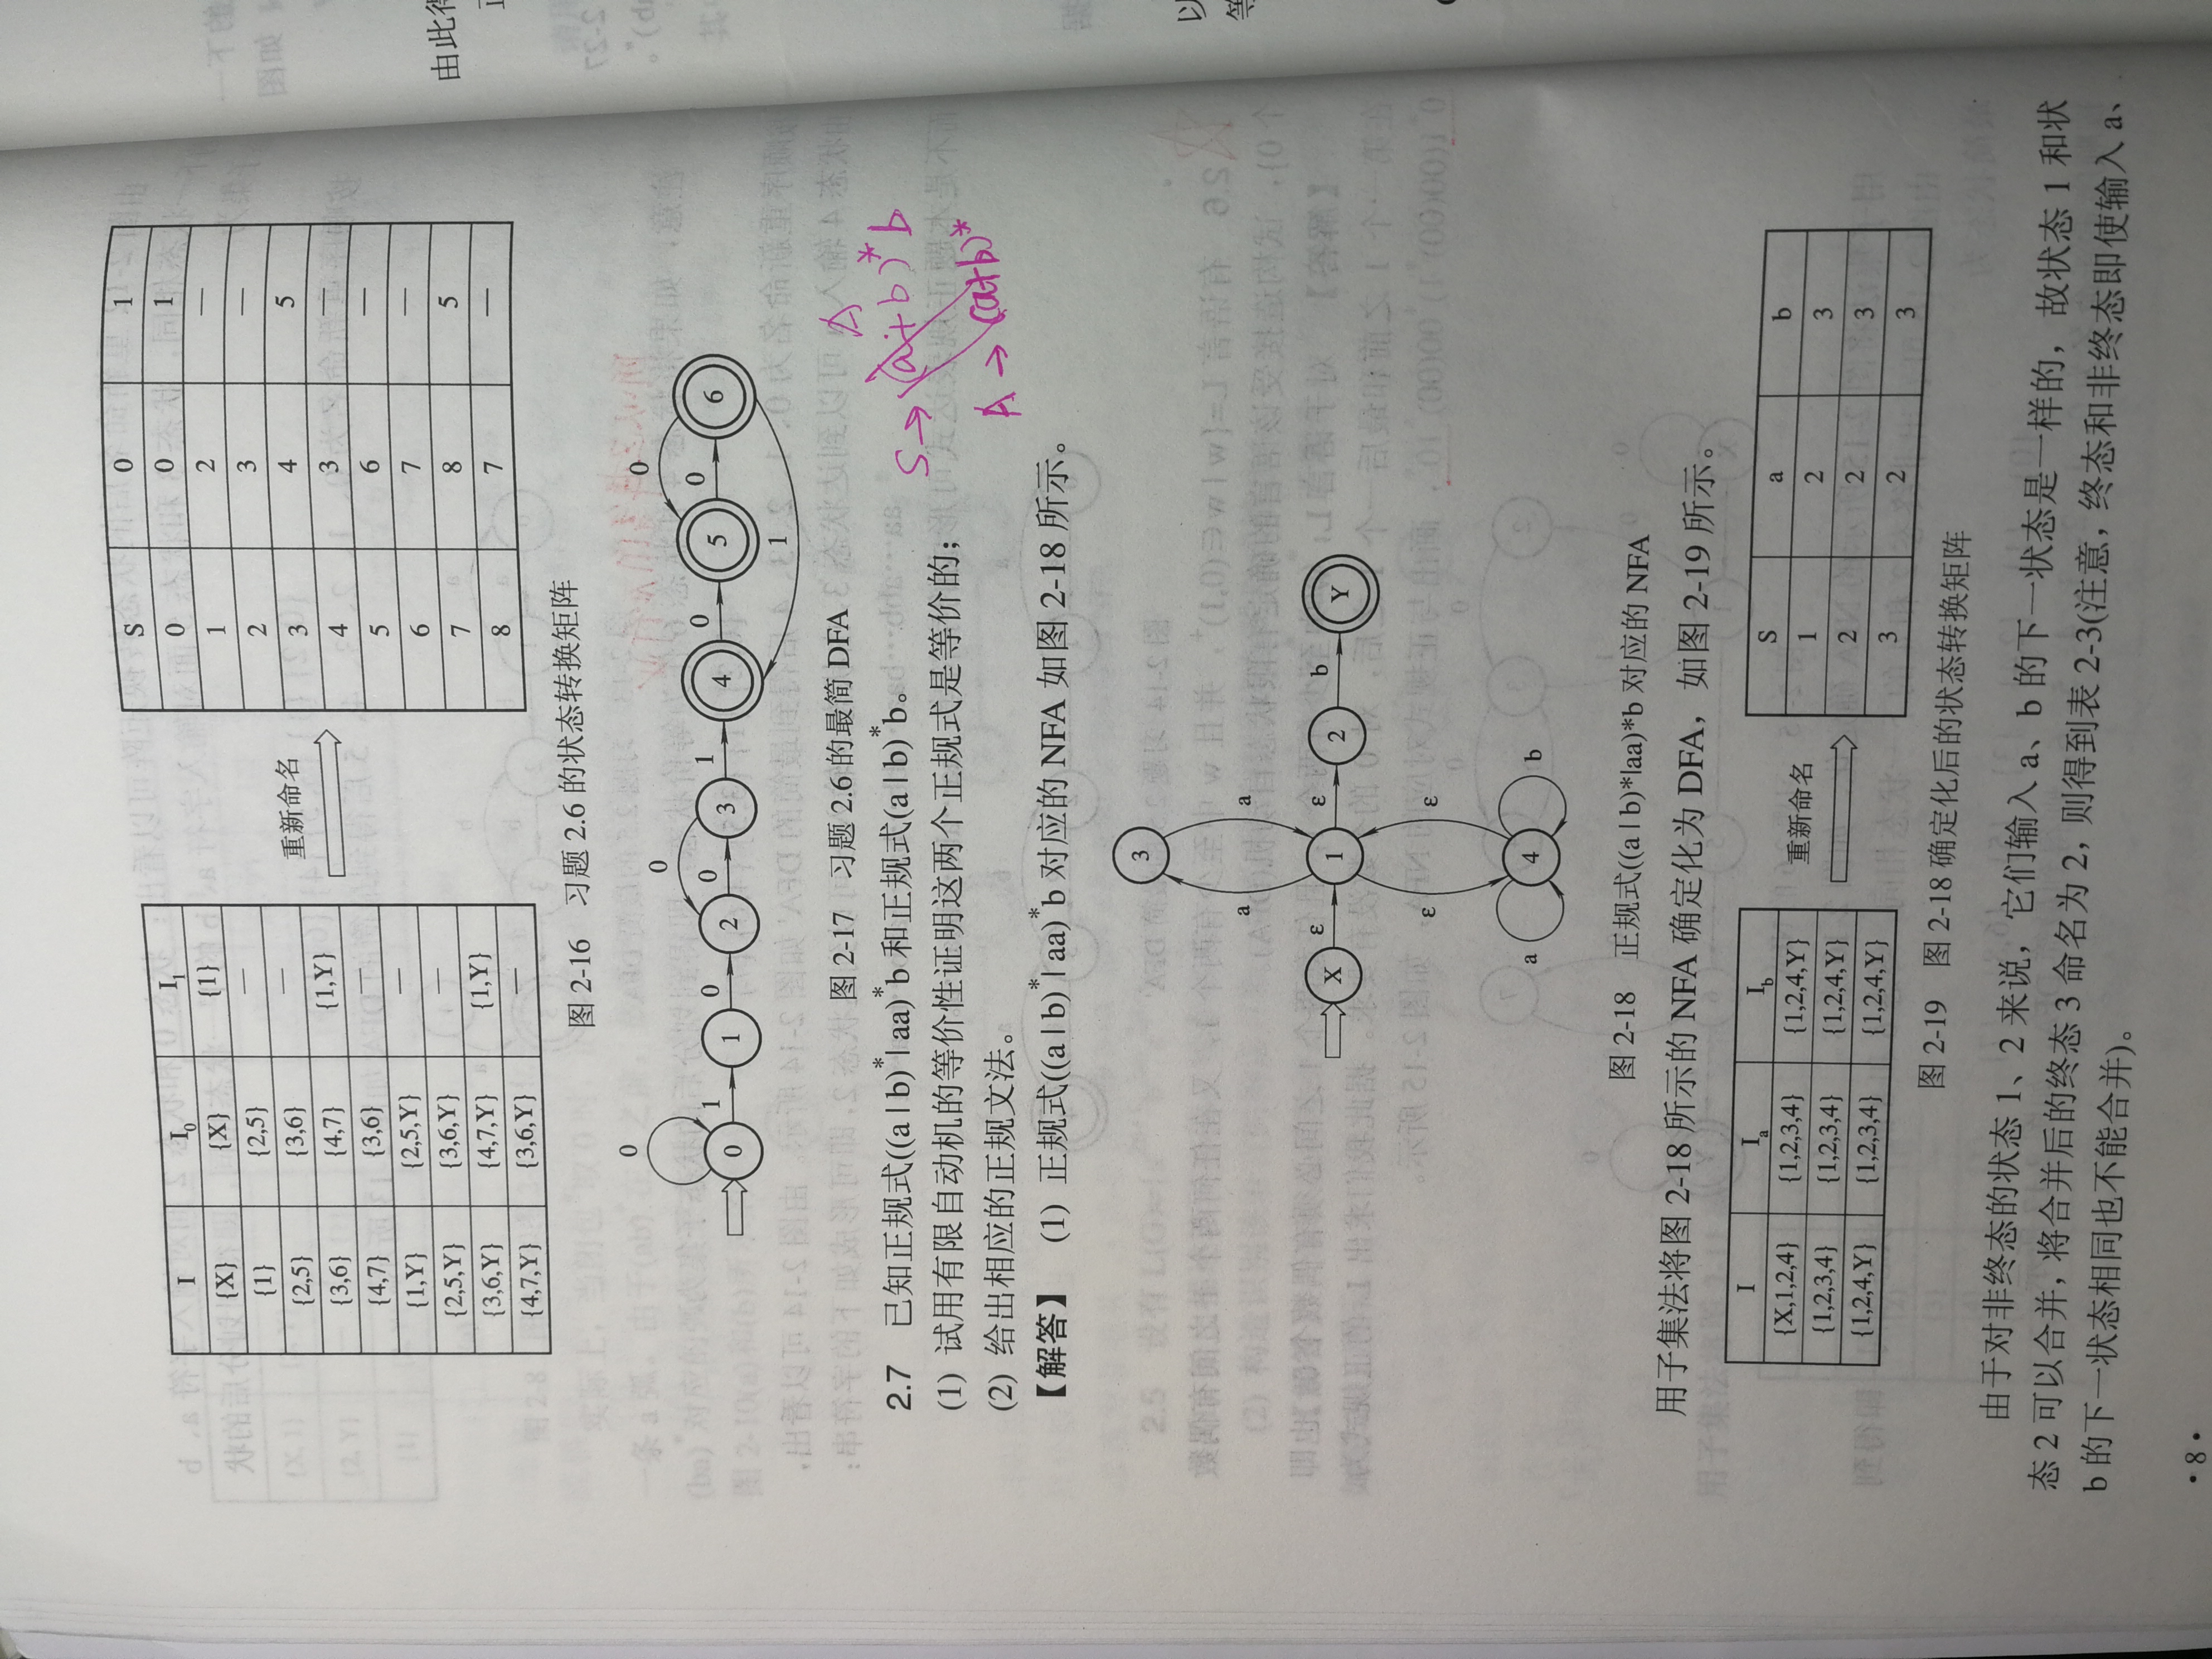 I I₀ I₁
{X} {X} {1}
{1} {2,5} —
{2,5} {3,6} —
{3,6} {4,7} {1,Y}
{4,7} {3,6} —
{1,Y} {2,5,Y} —
{2,5,Y} {3,6,Y} —
{3,6,Y} {4,7,Y} {1,Y}
{4,7,Y} {3,6,Y} —
重新命名
S 0 1
0 0 1
1 2 —
2 3 —
3 4 5
4 3 —
5 6 —
6 7 —
7 8 5
8 7 —
图 2-16 习题 2.6 的状态转换矩阵
0 0 0 0
0 1 1 0 2 0 3 1 4 0 5 0 6
1
图 2-17 习题 2.6 的最简 DFA
2.7 已知正规式((a|b)*|aa)*b 和正规式(a|b)*b。
(1) 试用有限自动机的等价性证明这两个正规式是等价的;
(2) 给出相应的正规文法。
A
S→(a+b)*b
A→(a+b)*
【解答】 (1) 正规式((a|b)*|aa)*b 对应的 NFA 如图 2-18 所示。
3
a a
X ε 1 ε 2 b Y
ε ε
a 4 b
图 2-18 正规式((a|b)*|aa)*b 对应的 NFA
用子集法将图 2-18 所示的 NFA 确定化为 DFA，如图 2-19 所示。
I Iₐ I_b
{X,1,2,4} {1,2,3,4} {1,2,4,Y}
{1,2,3,4} {1,2,3,4} {1,2,4,Y}
{1,2,4,Y} {1,2,3,4} {1,2,4,Y}
重新命名
S a b
1 2 3
2 2 3
3 2 3
图 2-19 图 2-18 确定化后的状态转换矩阵
由于对非终态的状态 1、2 来说，它们输入 a、b 的下一状态是一样的，故状态 1 和状
态 2 可以合并，将合并后的终态 3 命名为 2，则得到表 2-3(注意，终态和非终态即使输入 a、
b 的下一状态相同也不能合并)。
·8·
由此得
以
等